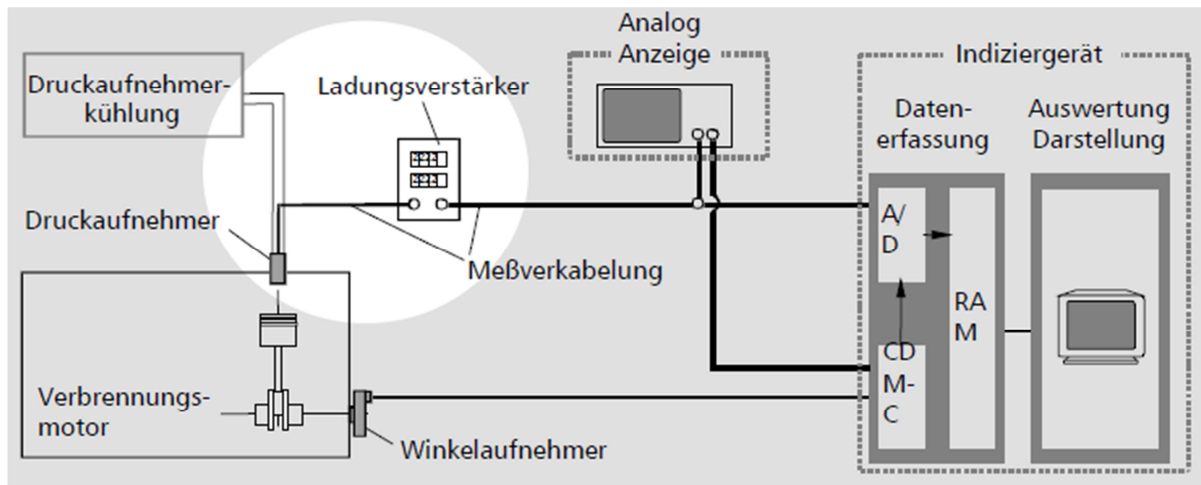 Analog
Anzeige
Indiziergerät
Druckaufnehmer-
kühlung
Ladungsverstärker
Daten-
erfassung
Auswertung
Darstellung
Druckaufnehmer
Meßverkabelung
A/
D
RA
M
CD
M-
C
Verbrennungs-
motor
Winkelaufnehmer